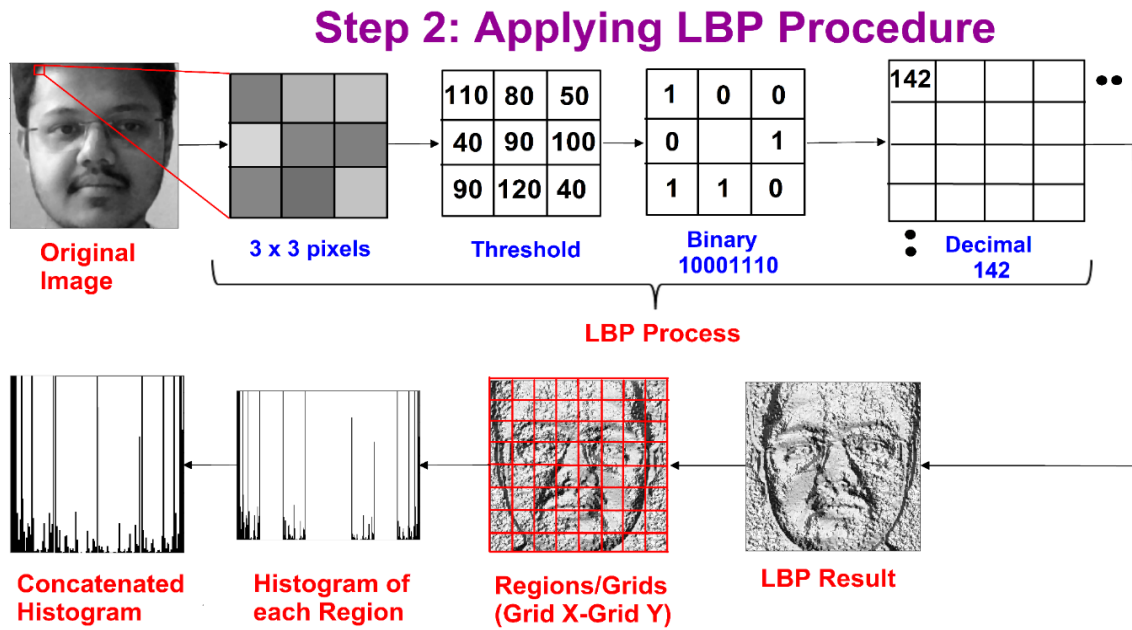 Step 2: Applying LBP Procedure
110 80 50
40 90 100
90 120 40
1 0 0
0 1
1 1 0
142
Original
Image
3 x 3 pixels
Threshold
Binary
10001110
Decimal
142
LBP Process
Concatenated
Histogram
Histogram of
each Region
Regions/Grids
(Grid X-Grid Y)
LBP Result